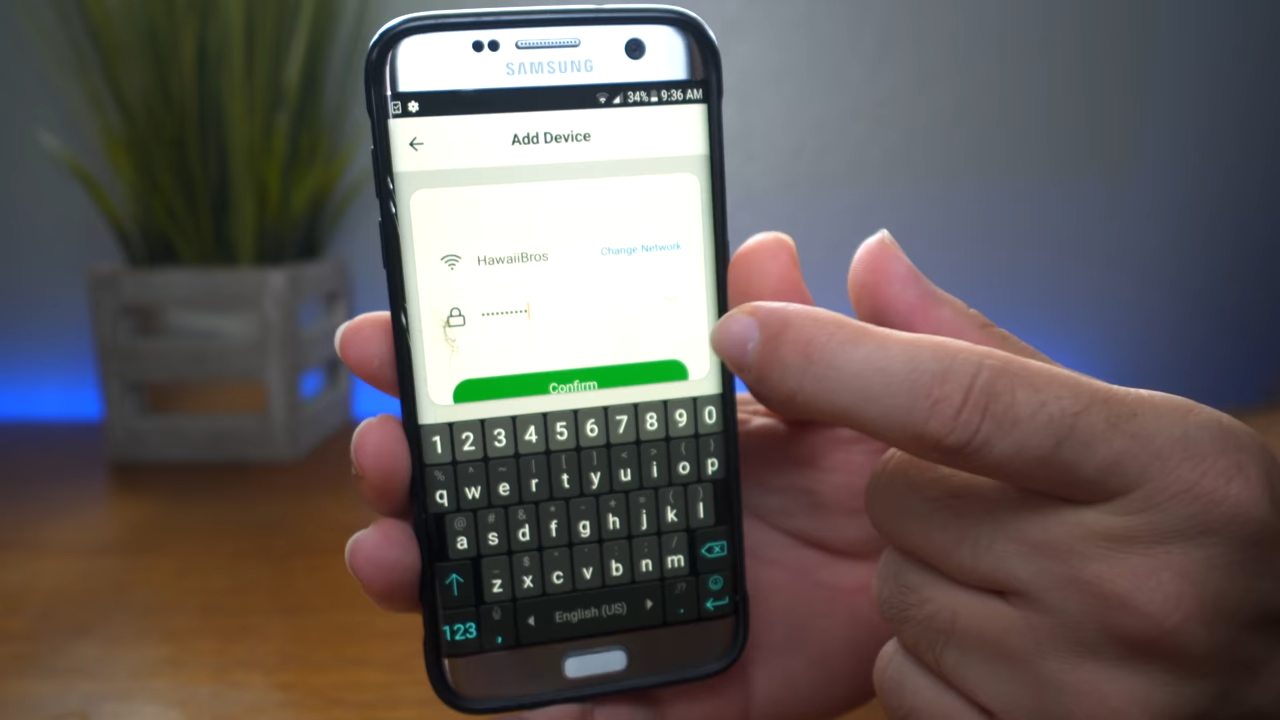 SAMSUNG
34% 9:36 AM
Add Device
HawaiiBros Change Network
••••••••••
Confirm
1 2 3 4 5 6 7 8 9 0
q w e r t y u i o p
a s d f g h j k l
z x c v b n m
123 , English (US) .